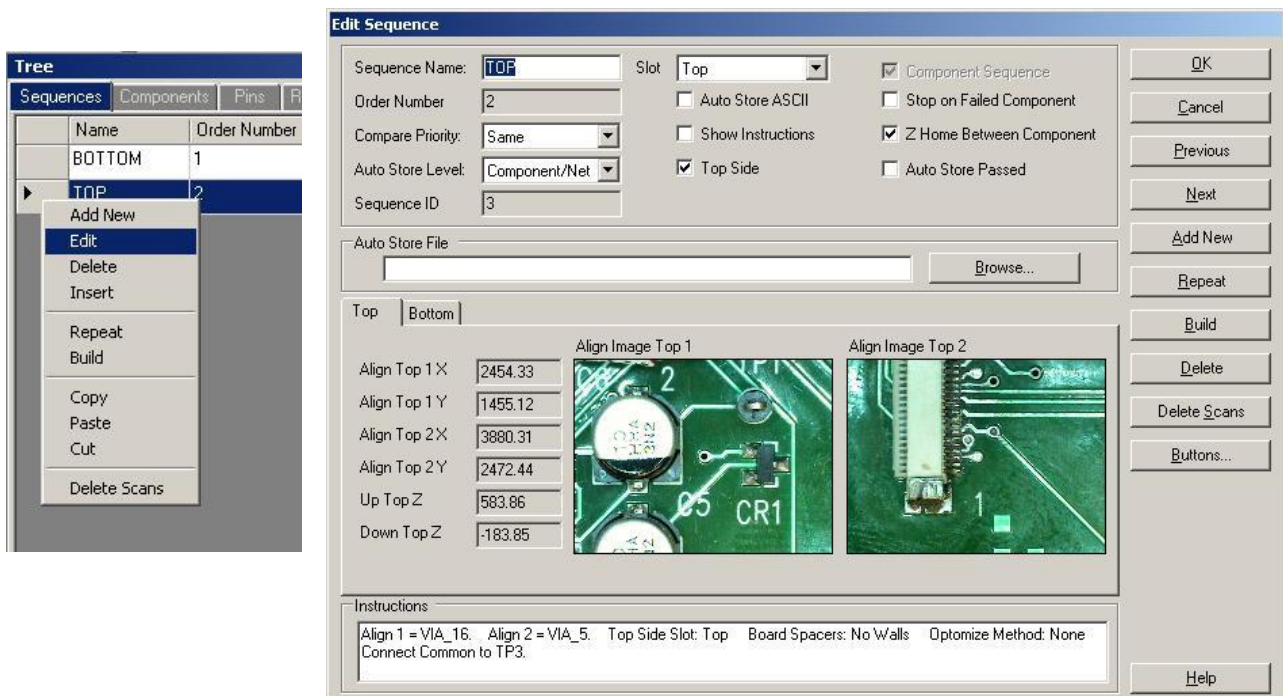 Tree
Sequences Components Pins R
Name Order Number
BOTTOM 1
TOP 2
Add New
Edit
Delete
Insert
Repeat
Build
Copy
Paste
Cut
Delete Scans
Edit Sequence
Sequence Name: TOP Slot Top Component Sequence
Order Number 2 Auto Store ASCII Stop on Failed Component
Compare Priority: Same Show Instructions Z Home Between Component
Auto Store Level: Component/Net Top Side Auto Store Passed
Sequence ID 3
Auto Store File
Browse...
Top Bottom
Align Image Top 1 Align Image Top 2
Align Top 1 X 2454.33
Align Top 1 Y 1455.12
Align Top 2 X 3880.31
Align Top 2 Y 2472.44
Up Top Z 583.86
Down Top Z -183.85
2
C5
CR1
1
Instructions
Align 1 = VIA_16. Align 2 = VIA_5. Top Side Slot: Top Board Spacers: No Walls Optomize Method: None
Connect Common to TP3.
OK
Cancel
Previous
Next
Add New
Repeat
Build
Delete
Delete Scans
Buttons...
Help